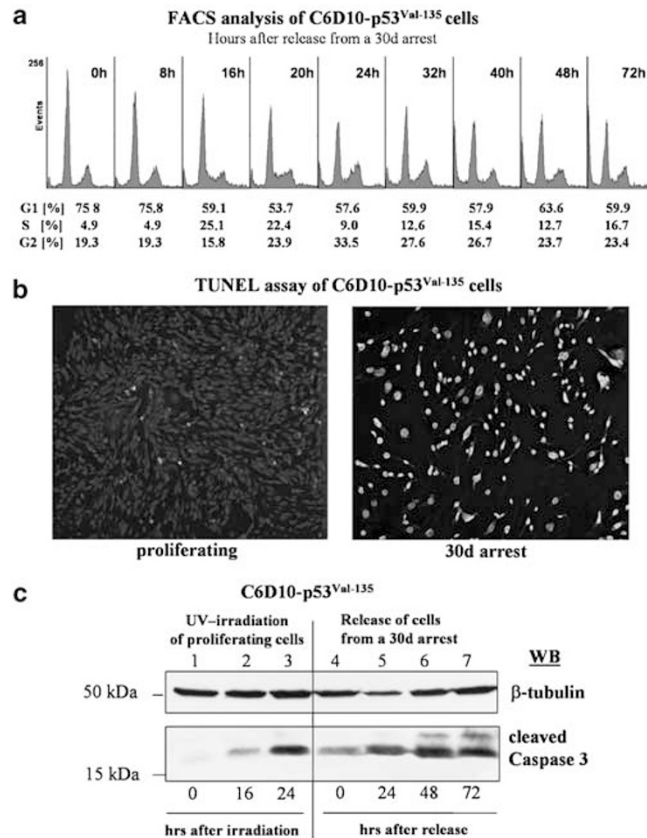 a
FACS analysis of C6D10-p53Val-135 cells
Hours after release from a 30d arrest
256
Events
0h 8h 16h 20h 24h 32h 40h 48h 72h
G1 [%] 75 8 75.8 59.1 53.7 57.6 59.9 57.9 63.6 59.9
S [%] 4.9 4.9 25.1 22.4 9.0 12.6 15.4 12.7 16.7
G2 [%] 19.3 19.3 15.8 23.9 33.5 27.6 26.7 23.7 23.4
b
TUNEL assay of C6D10-p53Val-135 cells
proliferating 30d arrest
c
C6D10-p53Val-135
UV–irradiation
of proliferating cells
Release of cells
from a 30d arrest
1 2 3 4 5 6 7 WB
50 kDa β-tubulin
cleaved
Caspase 3
15 kDa
0 16 24 0 24 48 72
hrs after irradiation hrs after release